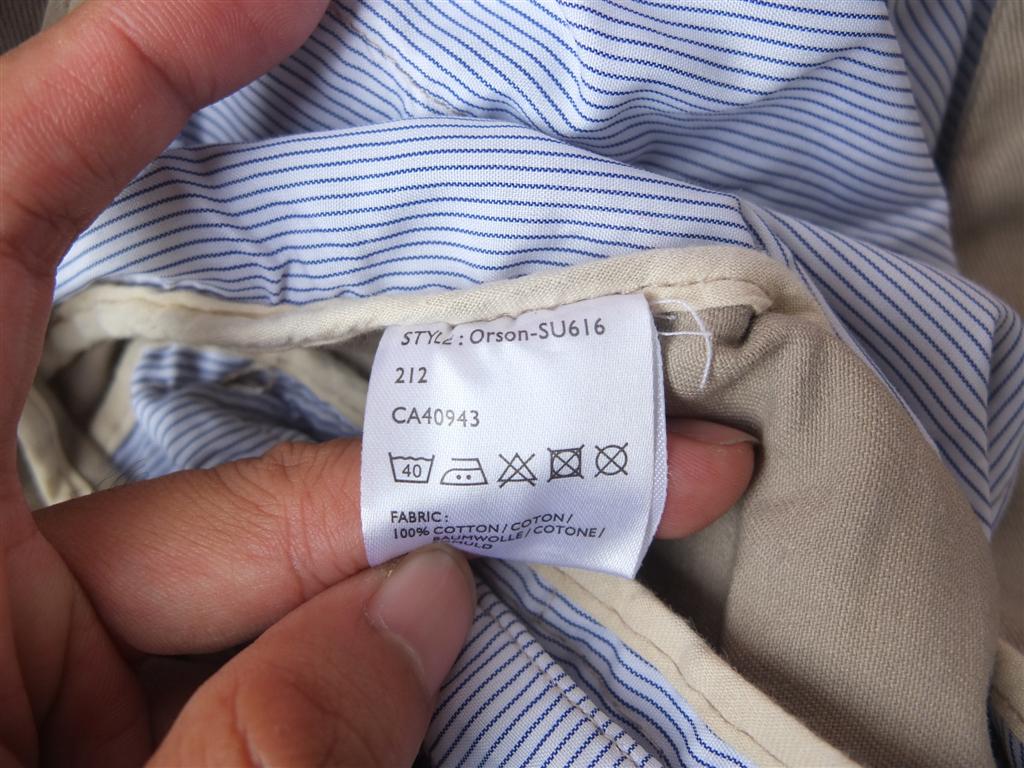 STYLE : Orson-SU616
212
CA40943
40
FABRIC :
100% COTTON / COTON /
BAUMWOLLE / COTONE /